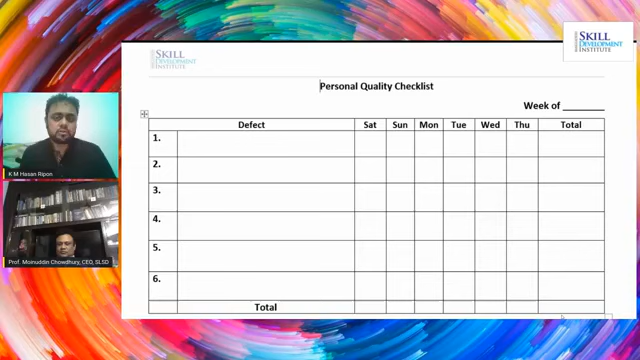 SKILL
DEVELOPMENT
INSTITUTE
SKILL
DEVELOPMENT
INSTITUTE
Personal Quality Checklist
Week of ________
Defect Sat Sun Mon Tue Wed Thu Total
1.
2.
3.
4.
5.
6.
Total
K M Hasan Ripon
Prof. Moinuddin Chowdhury, CEO, SLSD